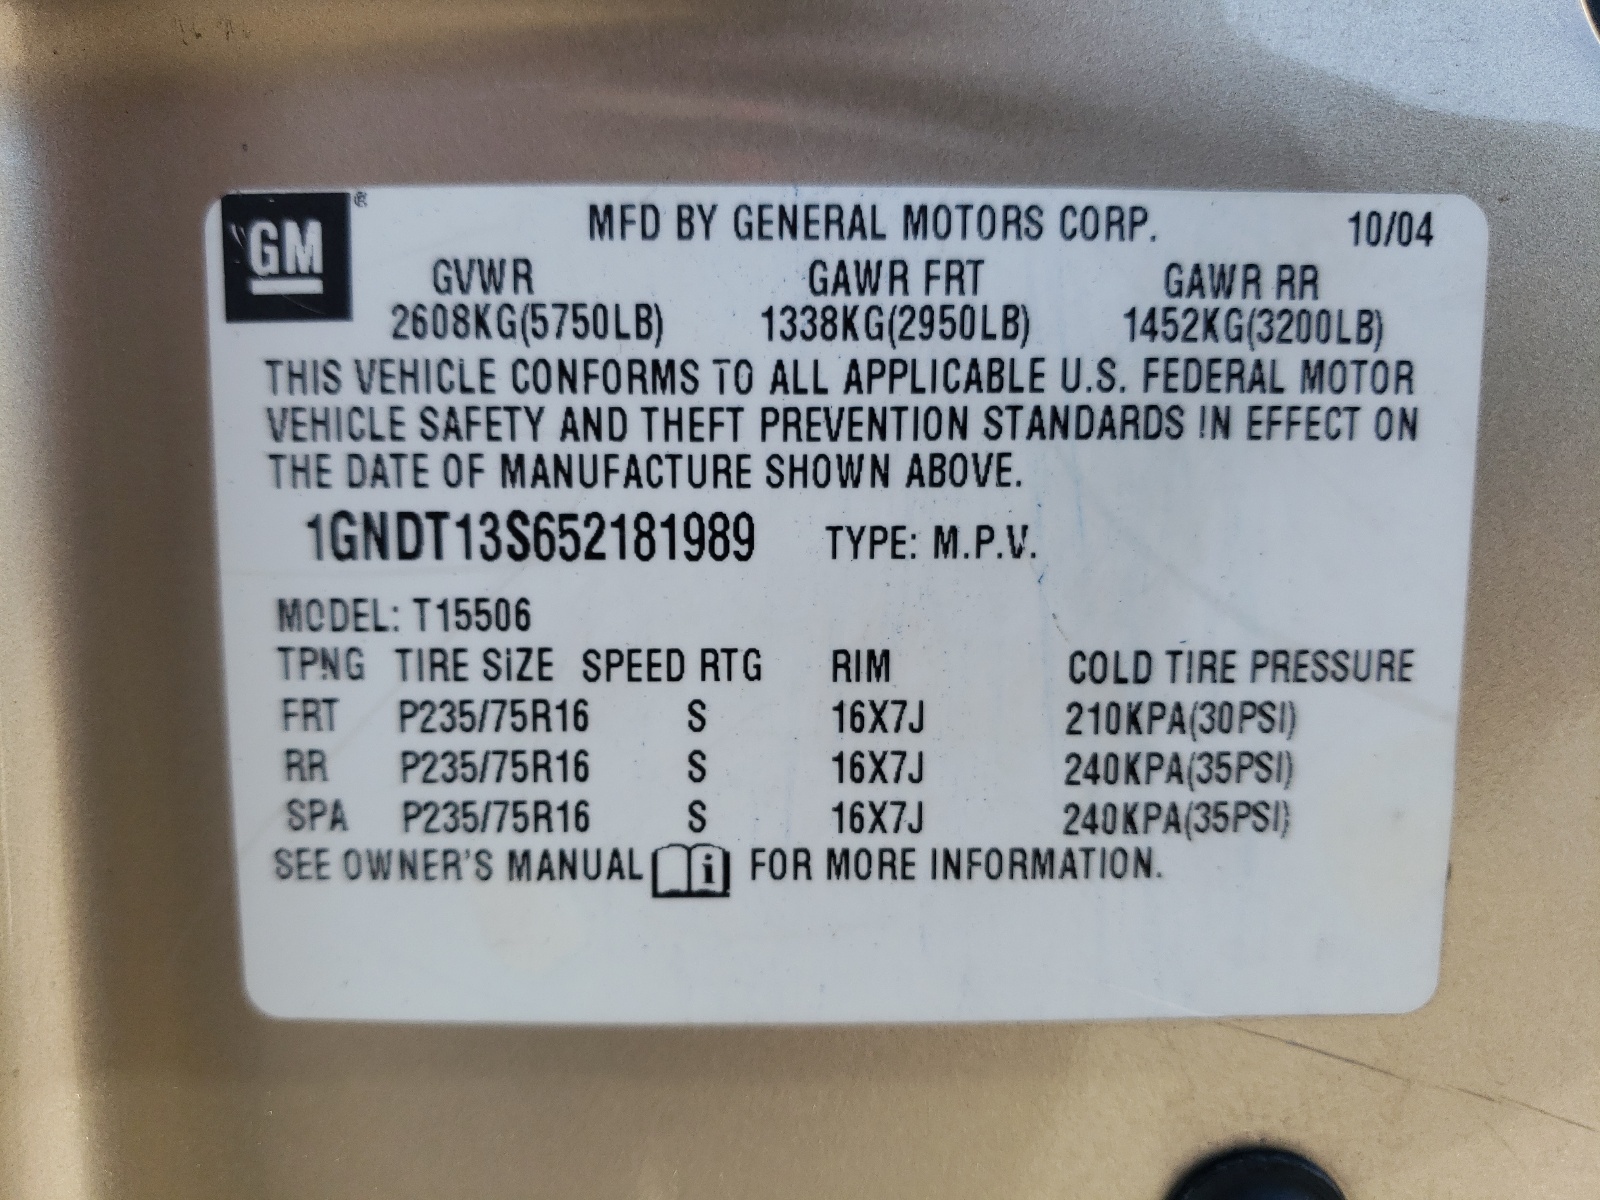 GM ®
MFD BY GENERAL MOTORS CORP. 10/04
GVWR GAWR FRT GAWR RR
2608KG(5750LB) 1338KG(2950LB) 1452KG(3200LB)
THIS VEHICLE CONFORMS TO ALL APPLICABLE U.S. FEDERAL MOTOR
VEHICLE SAFETY AND THEFT PREVENTION STANDARDS IN EFFECT ON
THE DATE OF MANUFACTURE SHOWN ABOVE.
1GNDT13S652181989 TYPE: M.P.V.
MODEL: T15506
TPNG TIRE SIZE SPEED RTG RIM COLD TIRE PRESSURE
FRT P235/75R16 S 16X7J 210KPA(30PSI)
RR P235/75R16 S 16X7J 240KPA(35PSI)
SPA P235/75R16 S 16X7J 240KPA(35PSI)
SEE OWNER'S MANUAL i FOR MORE INFORMATION.